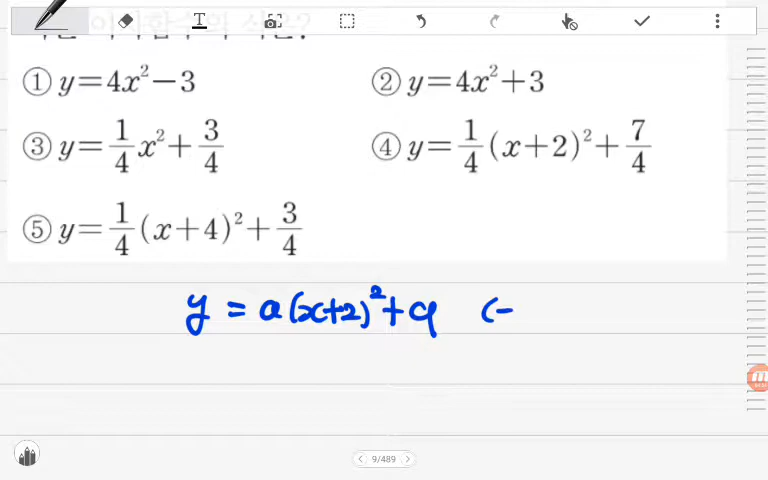 ① y=4x²−3 ② y=4x²+3
③ y=1/4x²+3/4 ④ y=1/4(x+2)²+7/4
⑤ y=1/4(x+4)²+3/4
y = a(x+2)²+q (-
9/489